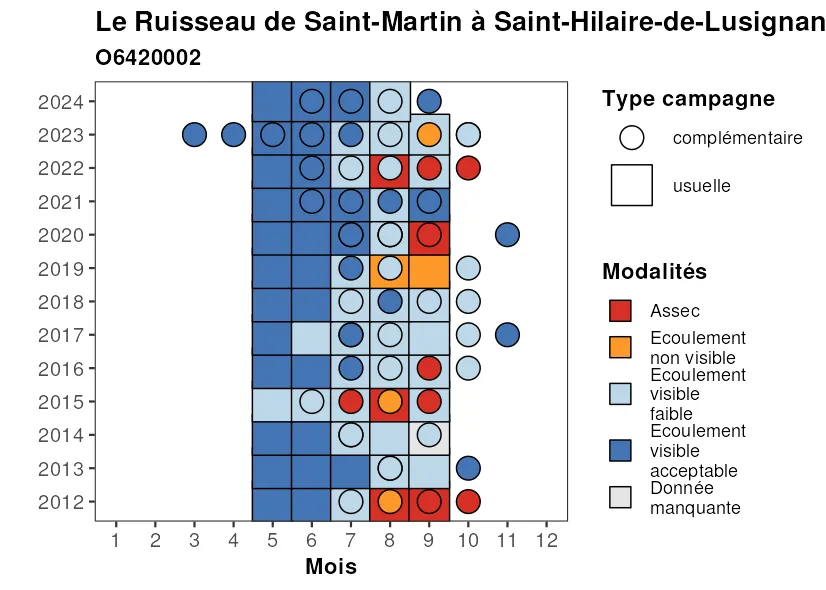 Le Ruisseau de Saint-Martin à Saint-Hilaire-de-Lusignan
O6420002
2024
2023
2022
2021
2020
2019
2018
2017
2016
2015
2014
2013
2012
1 2 3 4 5 6 7 8 9 10 11 12
Mois
Type campagne
complémentaire
usuelle
Modalités
Assec
Ecoulement
non visible
Ecoulement
visible
faible
Ecoulement
visible
acceptable
Donnée
manquante